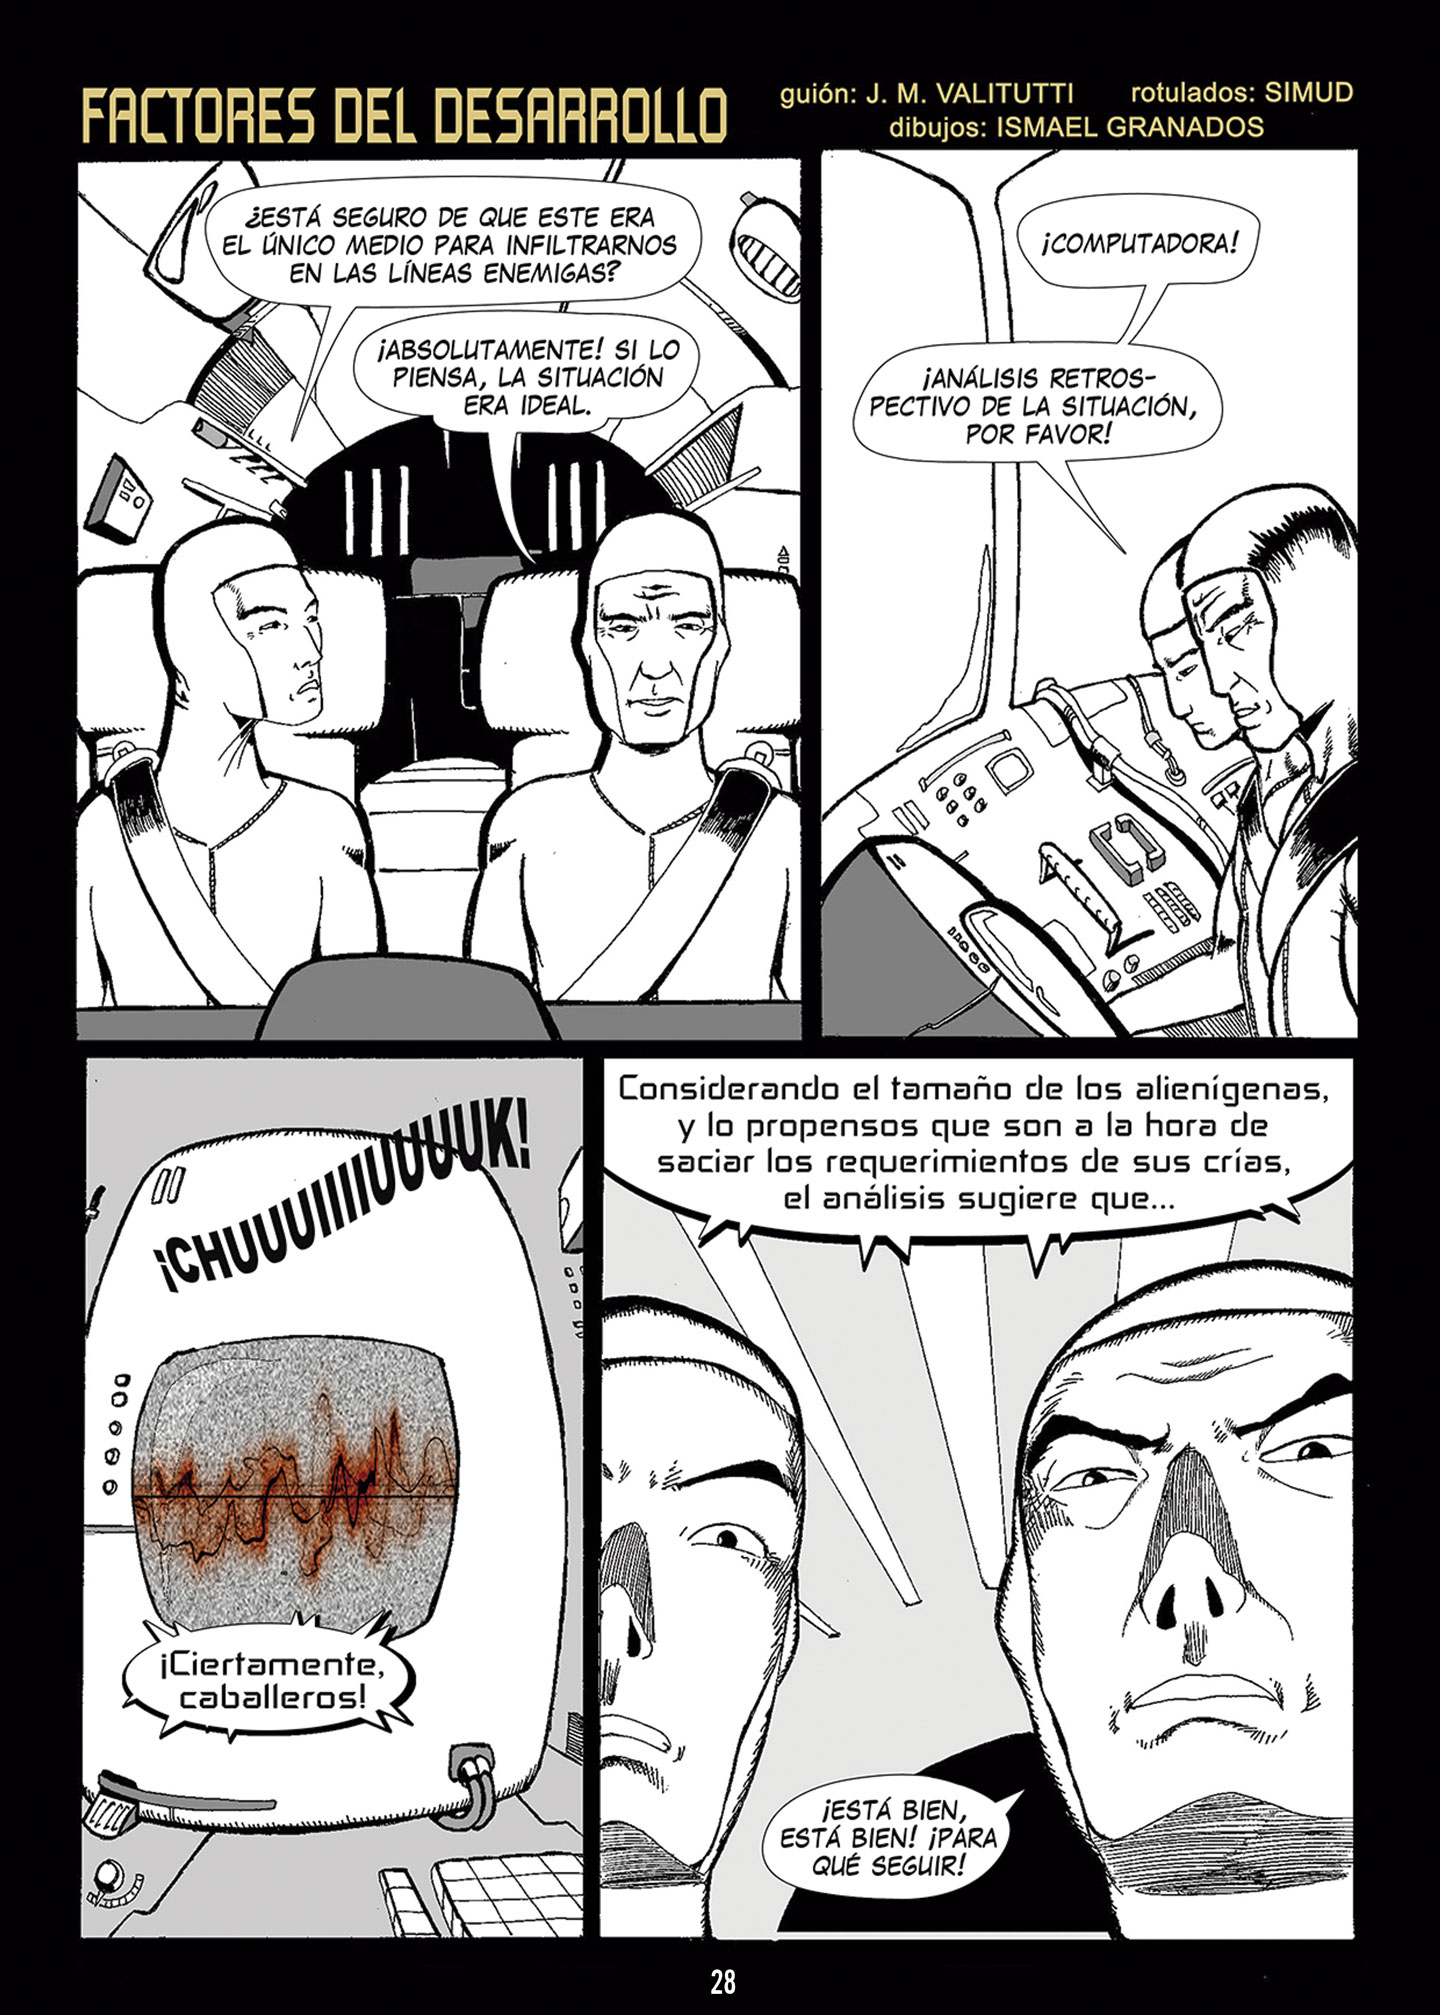 FACTORES DEL DESARROLLO
guión: J. M. VALITUTTI rotulados: SIMUD
dibujos: ISMAEL GRANADOS
¿ESTÁ SEGURO DE QUE ESTE ERA
EL ÚNICO MEDIO PARA INFILTRARNOS
EN LAS LÍNEAS ENEMIGAS?
¡ABSOLUTAMENTE! SI LO
PIENSA, LA SITUACIÓN
ERA IDEAL.
¡COMPUTADORA!
¡ANÁLISIS RETROS-
PECTIVO DE LA SITUACIÓN,
POR FAVOR!
¡CHUUUIIIIUUUUUK!
¡Ciertamente,
caballeros!
Considerando el tamaño de los alienígenas,
y lo propensos que son a la hora de
saciar los requerimientos de sus crías,
el análisis sugiere que...
¡ESTÁ BIEN,
ESTÁ BIEN! ¡PARA
QUÉ SEGUIR!
28